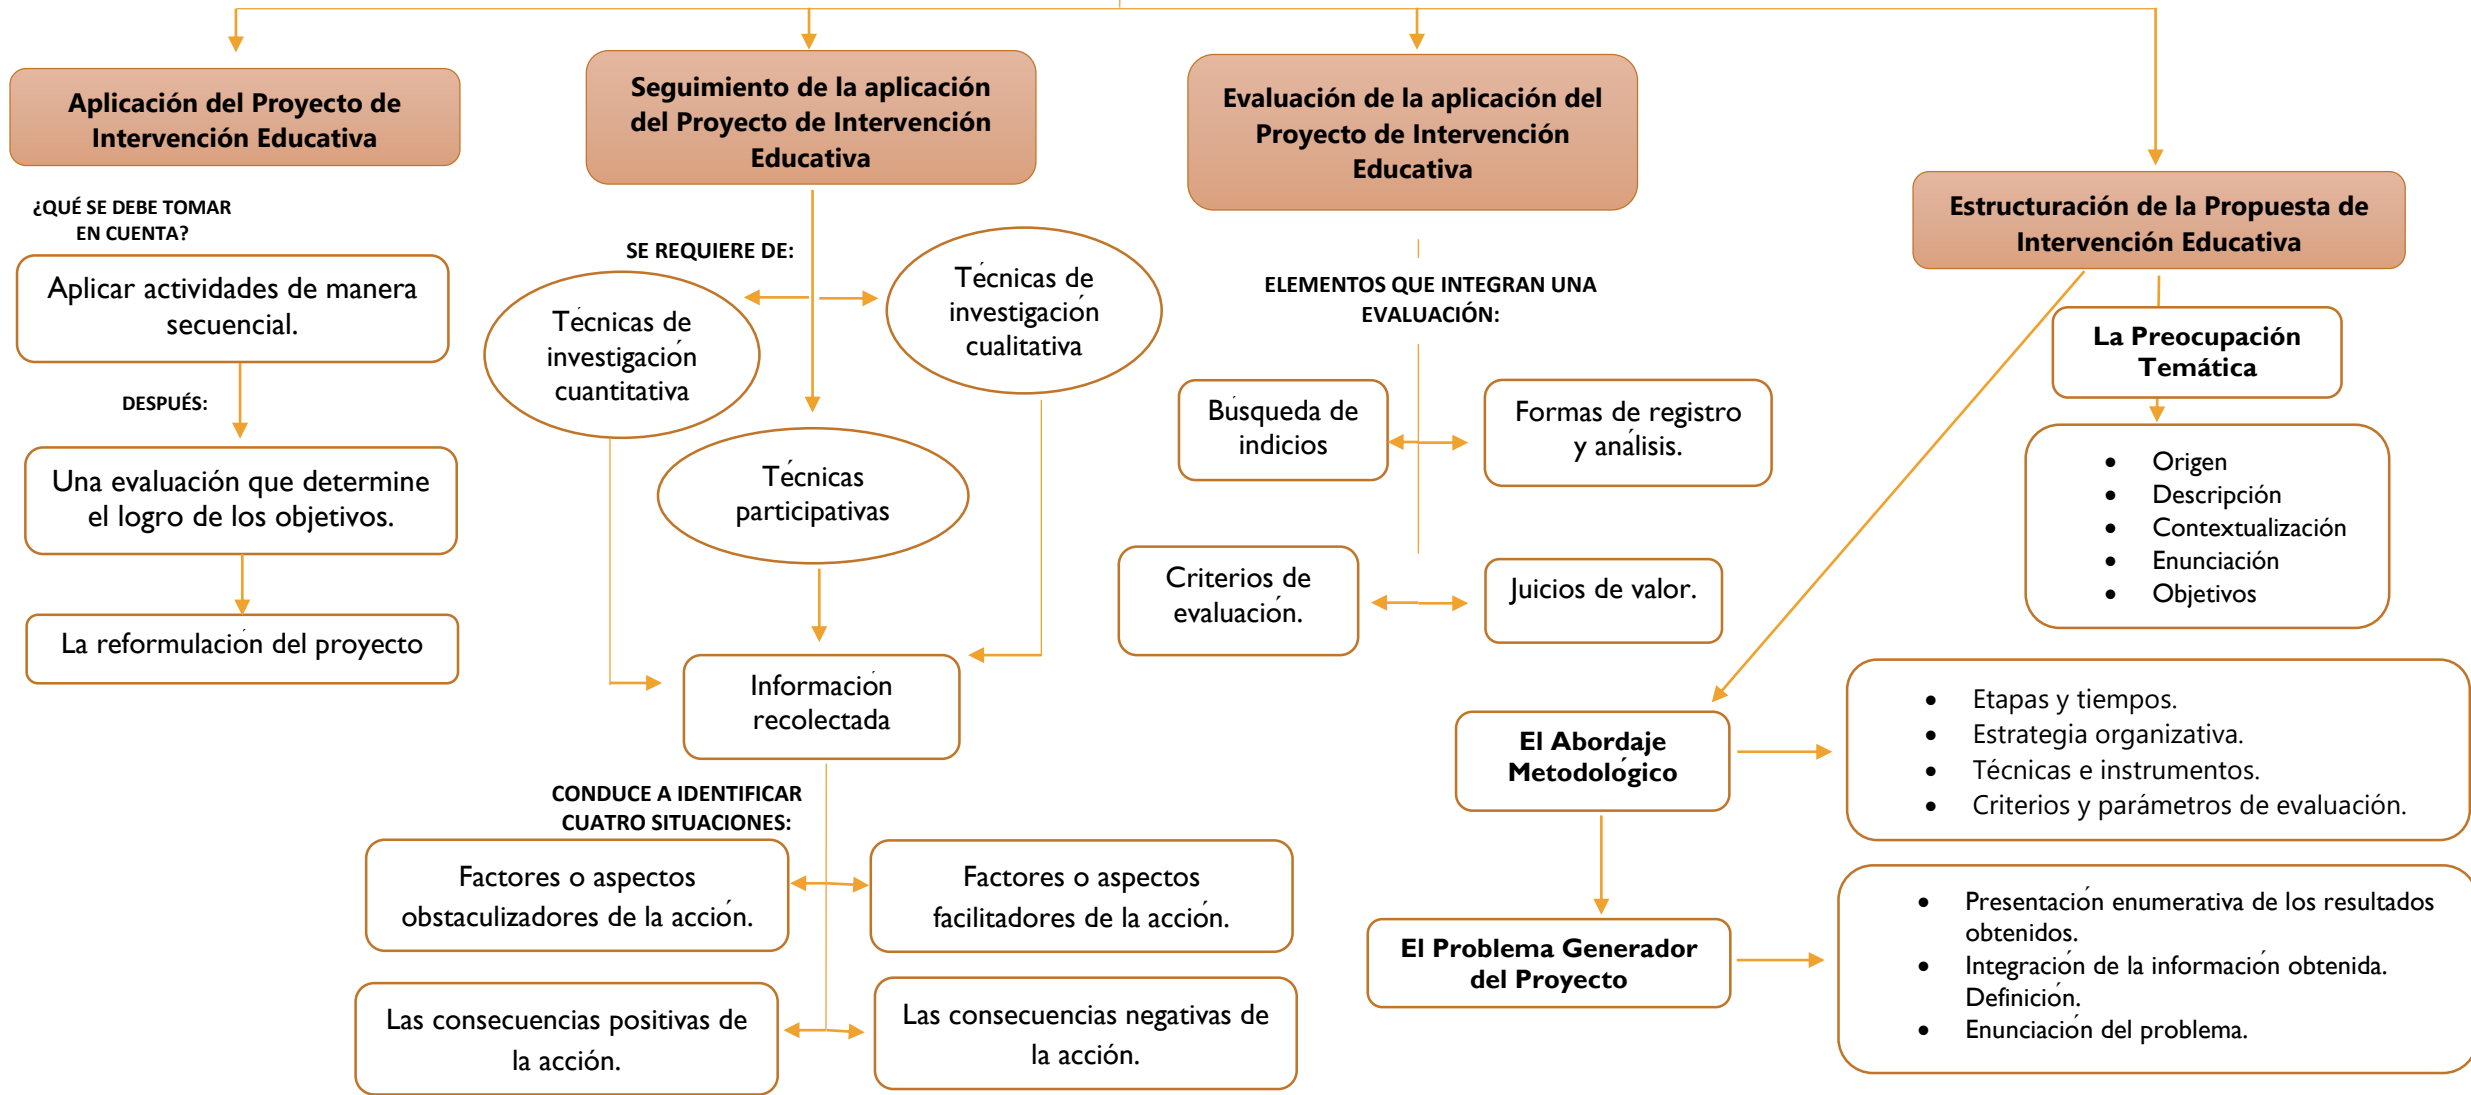 Aplicación del Proyecto de
Intervención Educativa
¿QUÉ SE DEBE TOMAR
EN CUENTA?
Aplicar actividades de manera
secuencial.
DESPUÉS:
Una evaluación que determine
el logro de los objetivos.
La reformulación del proyecto
Seguimiento de la aplicación
del Proyecto de Intervención
Educativa
SE REQUIERE DE:
Técnicas de
investigación
cuantitativa
Técnicas de
investigación
cualitativa
Técnicas
participativas
Información
recolectada
CONDUCE A IDENTIFICAR
CUATRO SITUACIONES:
Factores o aspectos
obstaculizadores de la acción.
Factores o aspectos
facilitadores de la acción.
Las consecuencias positivas de
la acción.
Las consecuencias negativas de
la acción.
Evaluación de la aplicación del
Proyecto de Intervención
Educativa
ELEMENTOS QUE INTEGRAN UNA
EVALUACIÓN:
Búsqueda de
indicios
Formas de registro
y análisis.
Criterios de
evaluación.
Juicios de valor.
Estructuración de la Propuesta de
Intervención Educativa
La Preocupación
Temática
• Origen
• Descripción
• Contextualización
• Enunciación
• Objetivos
El Abordaje
Metodológico
• Etapas y tiempos.
• Estrategia organizativa.
• Técnicas e instrumentos.
• Criterios y parámetros de evaluación.
El Problema Generador
del Proyecto
• Presentación enumerativa de los resultados
obtenidos.
• Integración de la información obtenida.
Definición.
• Enunciación del problema.